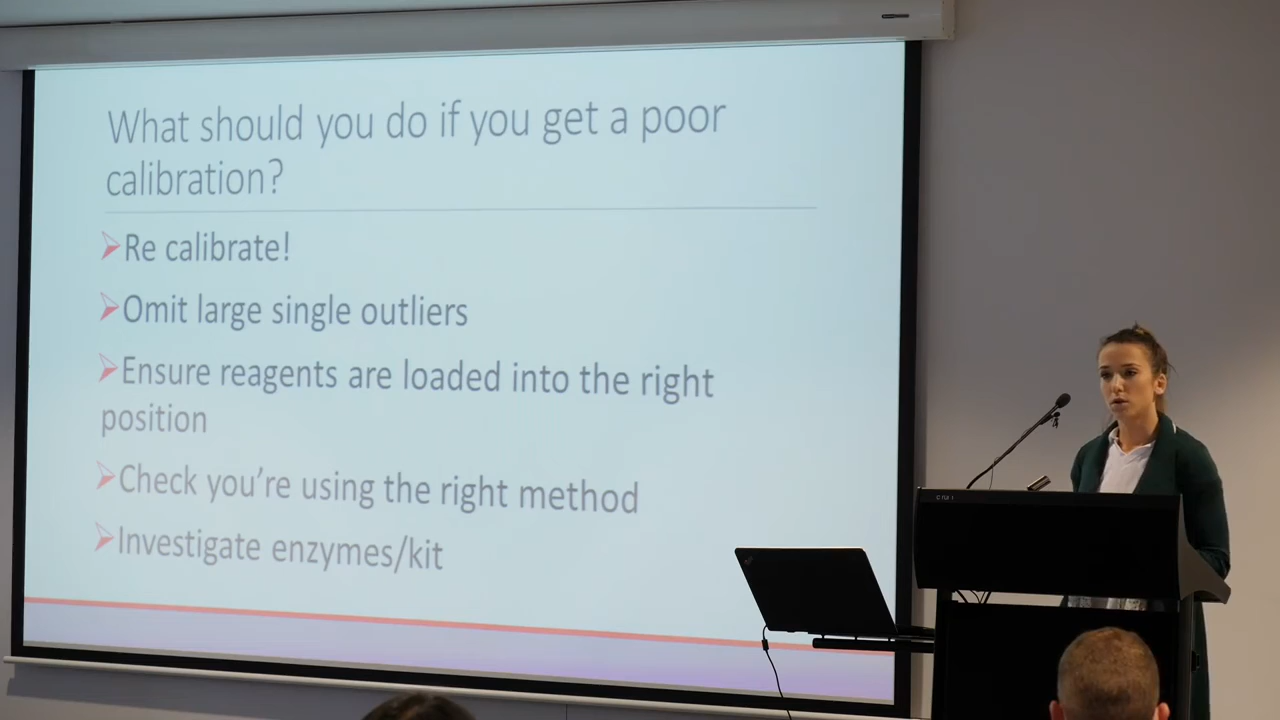 What should you do if you get a poor
calibration?
Re calibrate!
Omit large single outliers
Ensure reagents are loaded into the right
position
Check you're using the right method
Investigate enzymes/kit